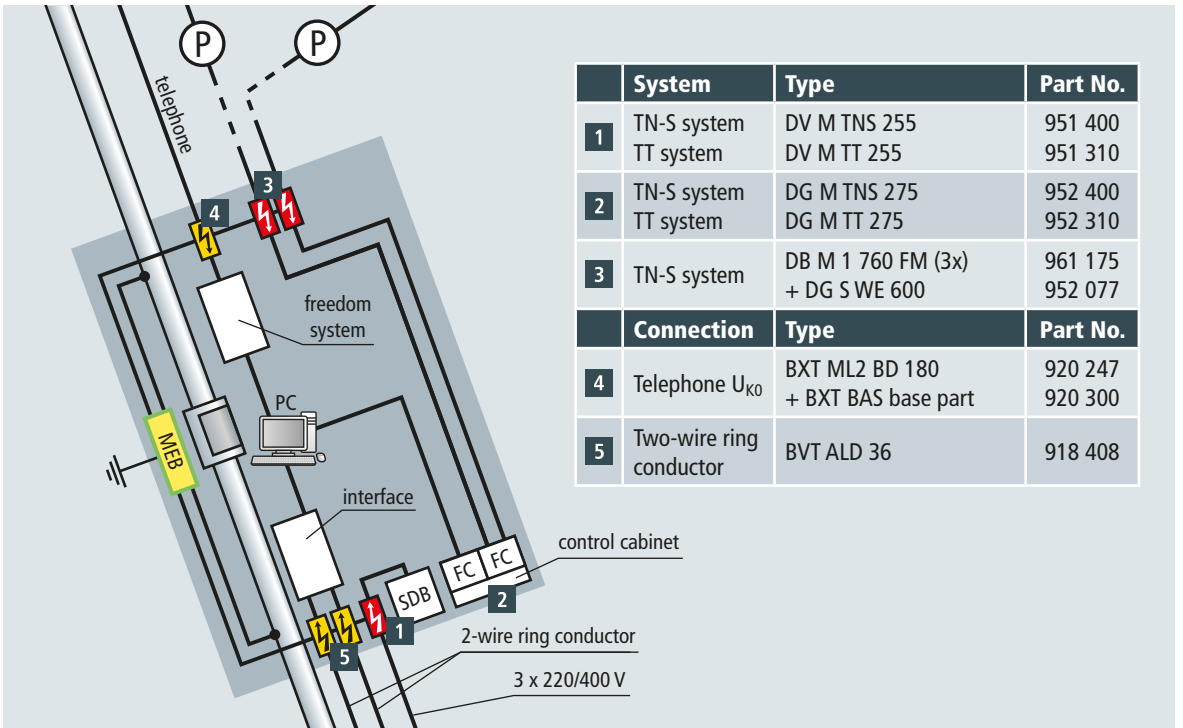 P
P
telephone
3
4
freedom
system
PC
MEB
interface
control cabinet
FC
FC
SDB
2
1
5
2-wire ring conductor
3 x 220/400 V
System Type Part No.
1 TN-S system DV M TNS 255 951 400
TT system DV M TT 255 951 310
2 TN-S system DG M TNS 275 952 400
TT system DG M TT 275 952 310
3 TN-S system DB M 1 760 FM (3x) 961 175
+ DG S WE 600 952 077
Connection Type Part No.
4 Telephone UK0 BXT ML2 BD 180 920 247
+ BXT BAS base part 920 300
5 Two-wire ring
conductor BVT ALD 36 918 408